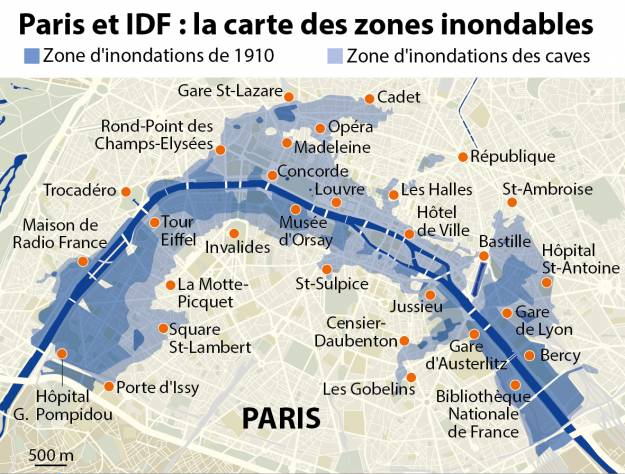 Paris et IDF : la carte des zones inondables
Zone d'inondations de 1910
Zone d'inondations des caves
Gare St-Lazare
Cadet
Rond-Point des
Champs-Elysées
Opéra
Madeleine
République
Concorde
Trocadéro
Louvre
Les Halles
St-Ambroise
Maison de
Radio France
Tour
Eiffel
Invalides
Musée
d'Orsay
Hôtel
de Ville
Bastille
Hôpital
St-Antoine
La Motte-
Picquet
St-Sulpice
Jussieu
Square
St-Lambert
Censier-
Daubenton
Gare
de Lyon
Gare
d'Austerlitz
Bercy
Hôpital
G. Pompidou
Porte d'Issy
Les Gobelins
Bibliothèque
Nationale
de France
PARIS
500 m